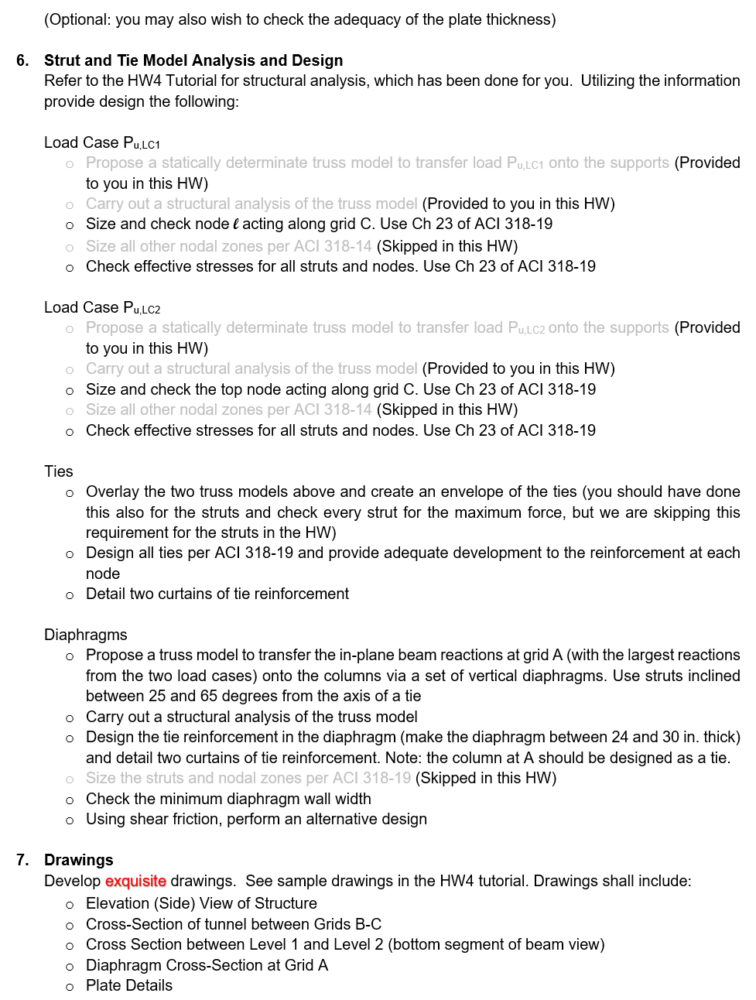 (Optional: you may also wish to check the adequacy of the plate thickness)
6. Strut and Tie Model Analysis and Design
Refer to the HW4 Tutorial for structural analysis, which has been done for you. Utilizing the information
provide design the following:
Load Case Pu,LC1
o Propose a statically determinate truss model to transfer load Pu,LC1 onto the supports (Provided
to you in this HW)
o Carry out a structural analysis of the truss model (Provided to you in this HW)
o Size and check node ℓ acting along grid C. Use Ch 23 of ACI 318-19
o Size all other nodal zones per ACI 318-14 (Skipped in this HW)
o Check effective stresses for all struts and nodes. Use Ch 23 of ACI 318-19
Load Case Pu,LC2
o Propose a statically determinate truss model to transfer load Pu,LC2 onto the supports (Provided
to you in this HW)
o Carry out a structural analysis of the truss model (Provided to you in this HW)
o Size and check the top node acting along grid C. Use Ch 23 of ACI 318-19
o Size all other nodal zones per ACI 318-14 (Skipped in this HW)
o Check effective stresses for all struts and nodes. Use Ch 23 of ACI 318-19
Ties
o Overlay the two truss models above and create an envelope of the ties (you should have done
this also for the struts and check every strut for the maximum force, but we are skipping this
requirement for the struts in the HW)
o Design all ties per ACI 318-19 and provide adequate development to the reinforcement at each
node
o Detail two curtains of tie reinforcement
Diaphragms
o Propose a truss model to transfer the in-plane beam reactions at grid A (with the largest reactions
from the two load cases) onto the columns via a set of vertical diaphragms. Use struts inclined
between 25 and 65 degrees from the axis of a tie
o Carry out a structural analysis of the truss model
o Design the tie reinforcement in the diaphragm (make the diaphragm between 24 and 30 in. thick)
and detail two curtains of tie reinforcement. Note: the column at A should be designed as a tie.
o Size the struts and nodal zones per ACI 318-19 (Skipped in this HW)
o Check the minimum diaphragm wall width
o Using shear friction, perform an alternative design
7. Drawings
Develop exquisite drawings. See sample drawings in the HW4 tutorial. Drawings shall include:
o Elevation (Side) View of Structure
o Cross-Section of tunnel between Grids B-C
o Cross Section between Level 1 and Level 2 (bottom segment of beam view)
o Diaphragm Cross-Section at Grid A
o Plate Details